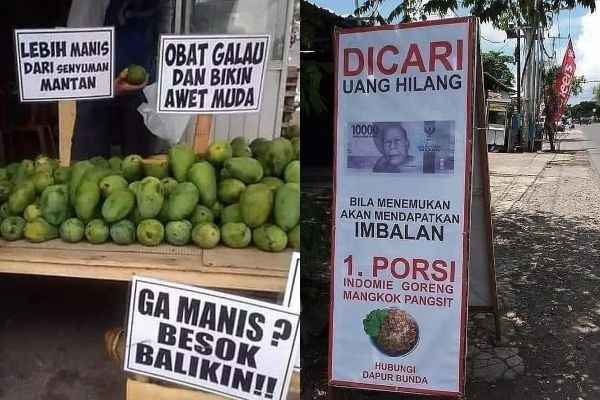 LEBIH MANIS
DARI SENYUMAN
MANTAN
OBAT GALAU
DAN BIKIN
AWET MUDA
GA MANIS ?
BESOK
BALIKIN!!
DICARI
UANG HILANG
10000
BILA MENEMUKAN
AKAN MENDAPATKAN
IMBALAN
1. PORSI
INDOMIE GORENG
MANGKOK PANGSIT
HUBUNGI
DAPUR BUNDA